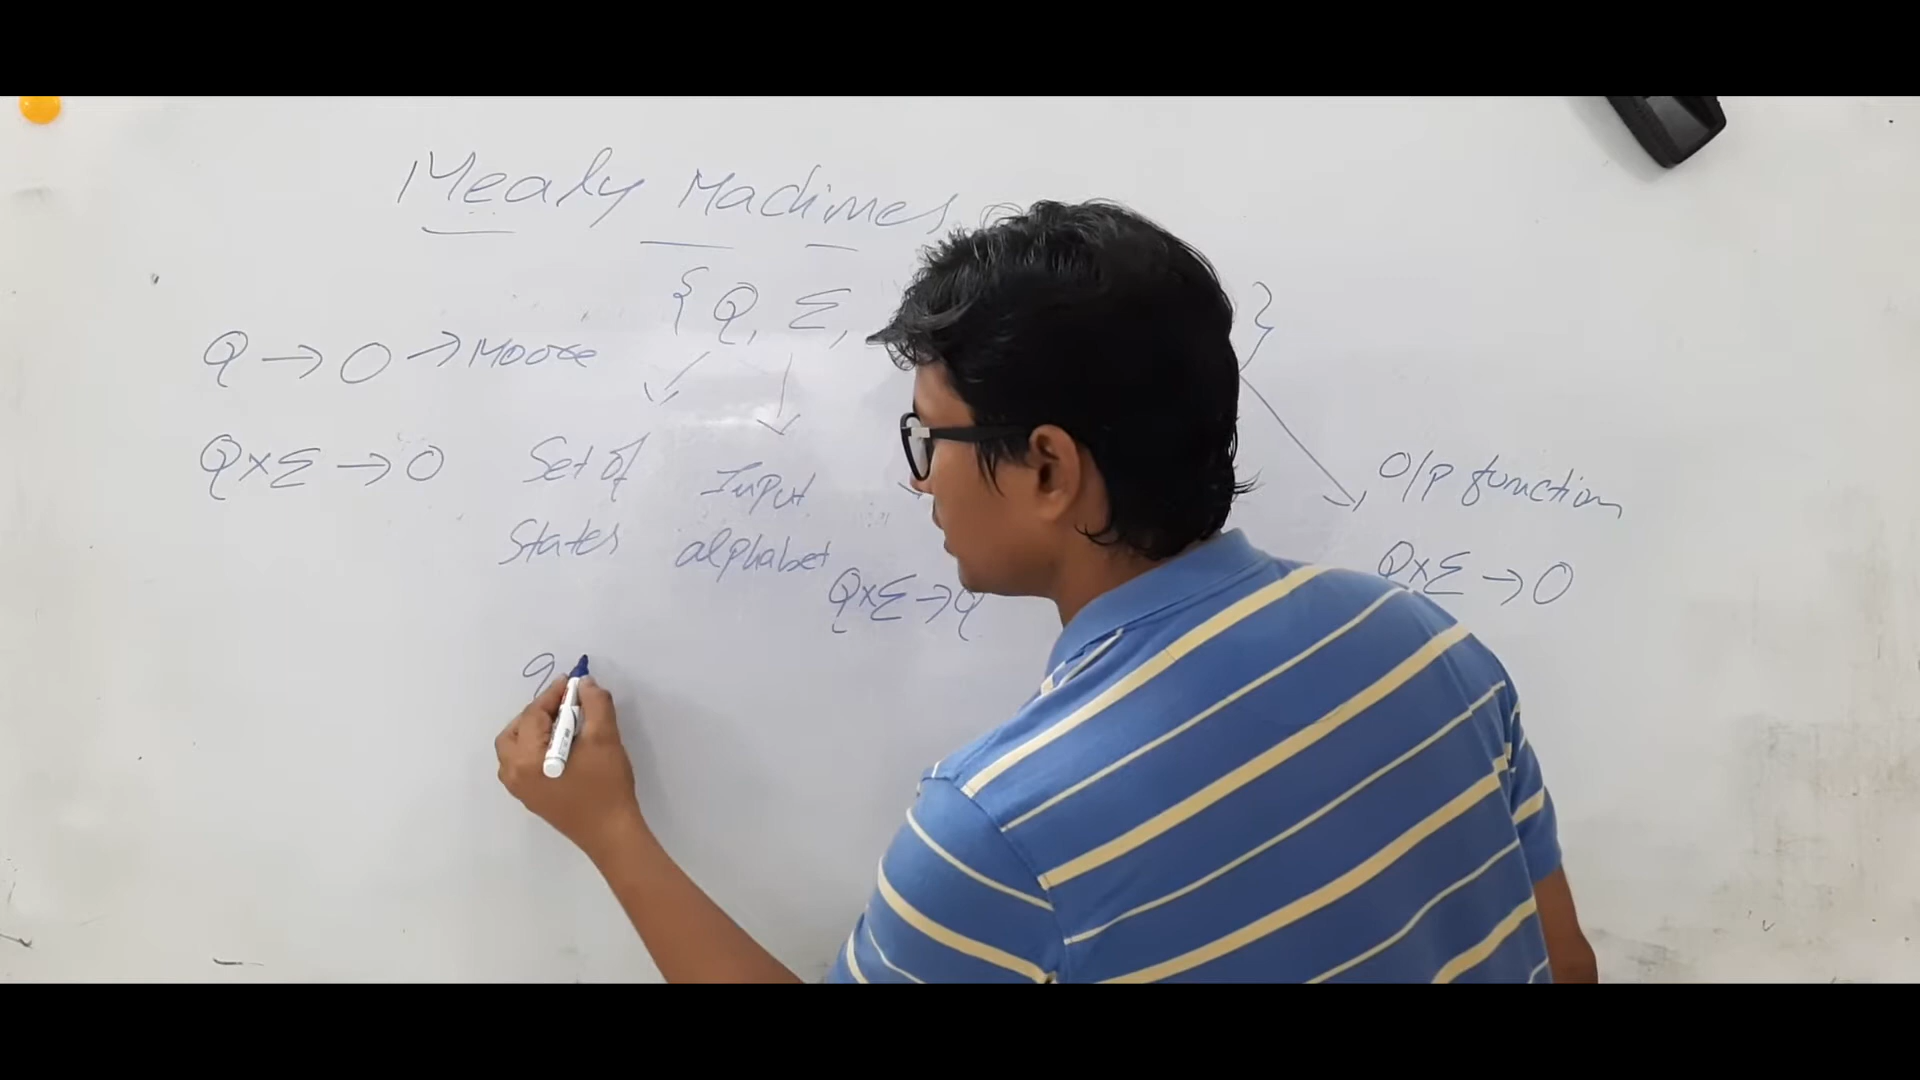 Mealy Machines
{ Q, Σ, }
Q → O → Moore
Q×Σ → O
Set of
States
Input
alphabet
Q×Σ → Q
O/P function
Q×Σ → O
q